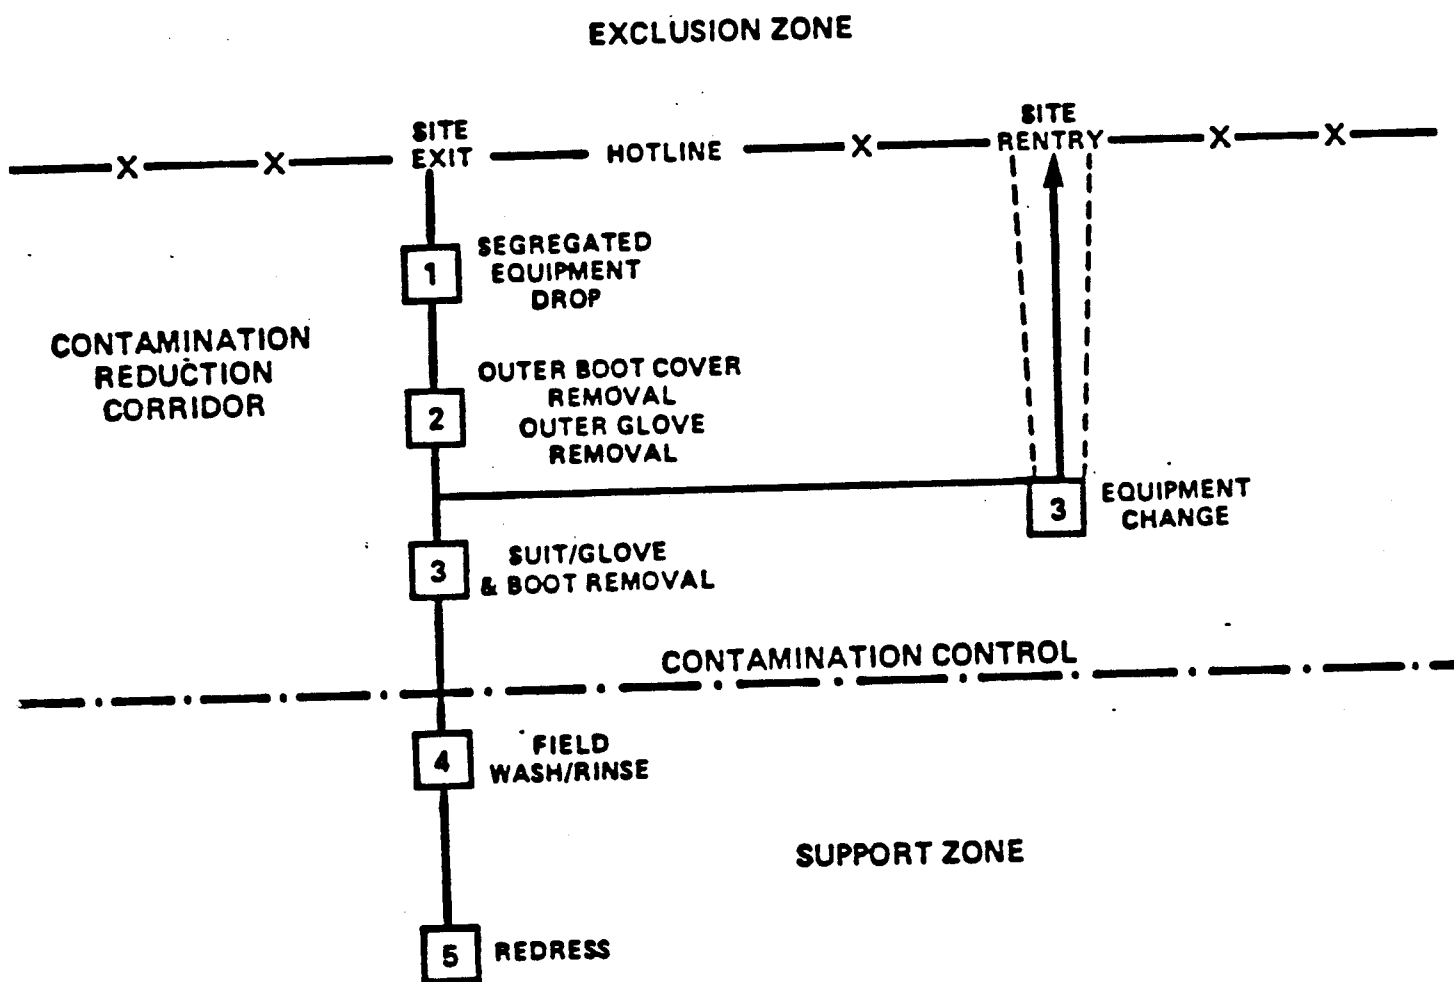 EXCLUSION ZONE
SITE
EXIT
HOTLINE
SITE
RENTRY
X
X
X
X
X
1
SEGREGATED
EQUIPMENT
DROP
CONTAMINATION
REDUCTION
CORRIDOR
2
OUTER BOOT COVER
REMOVAL
OUTER GLOVE
REMOVAL
3
EQUIPMENT
CHANGE
3
SUIT/GLOVE
& BOOT REMOVAL
CONTAMINATION CONTROL
4
FIELD
WASH/RINSE
SUPPORT ZONE
5
REDRESS